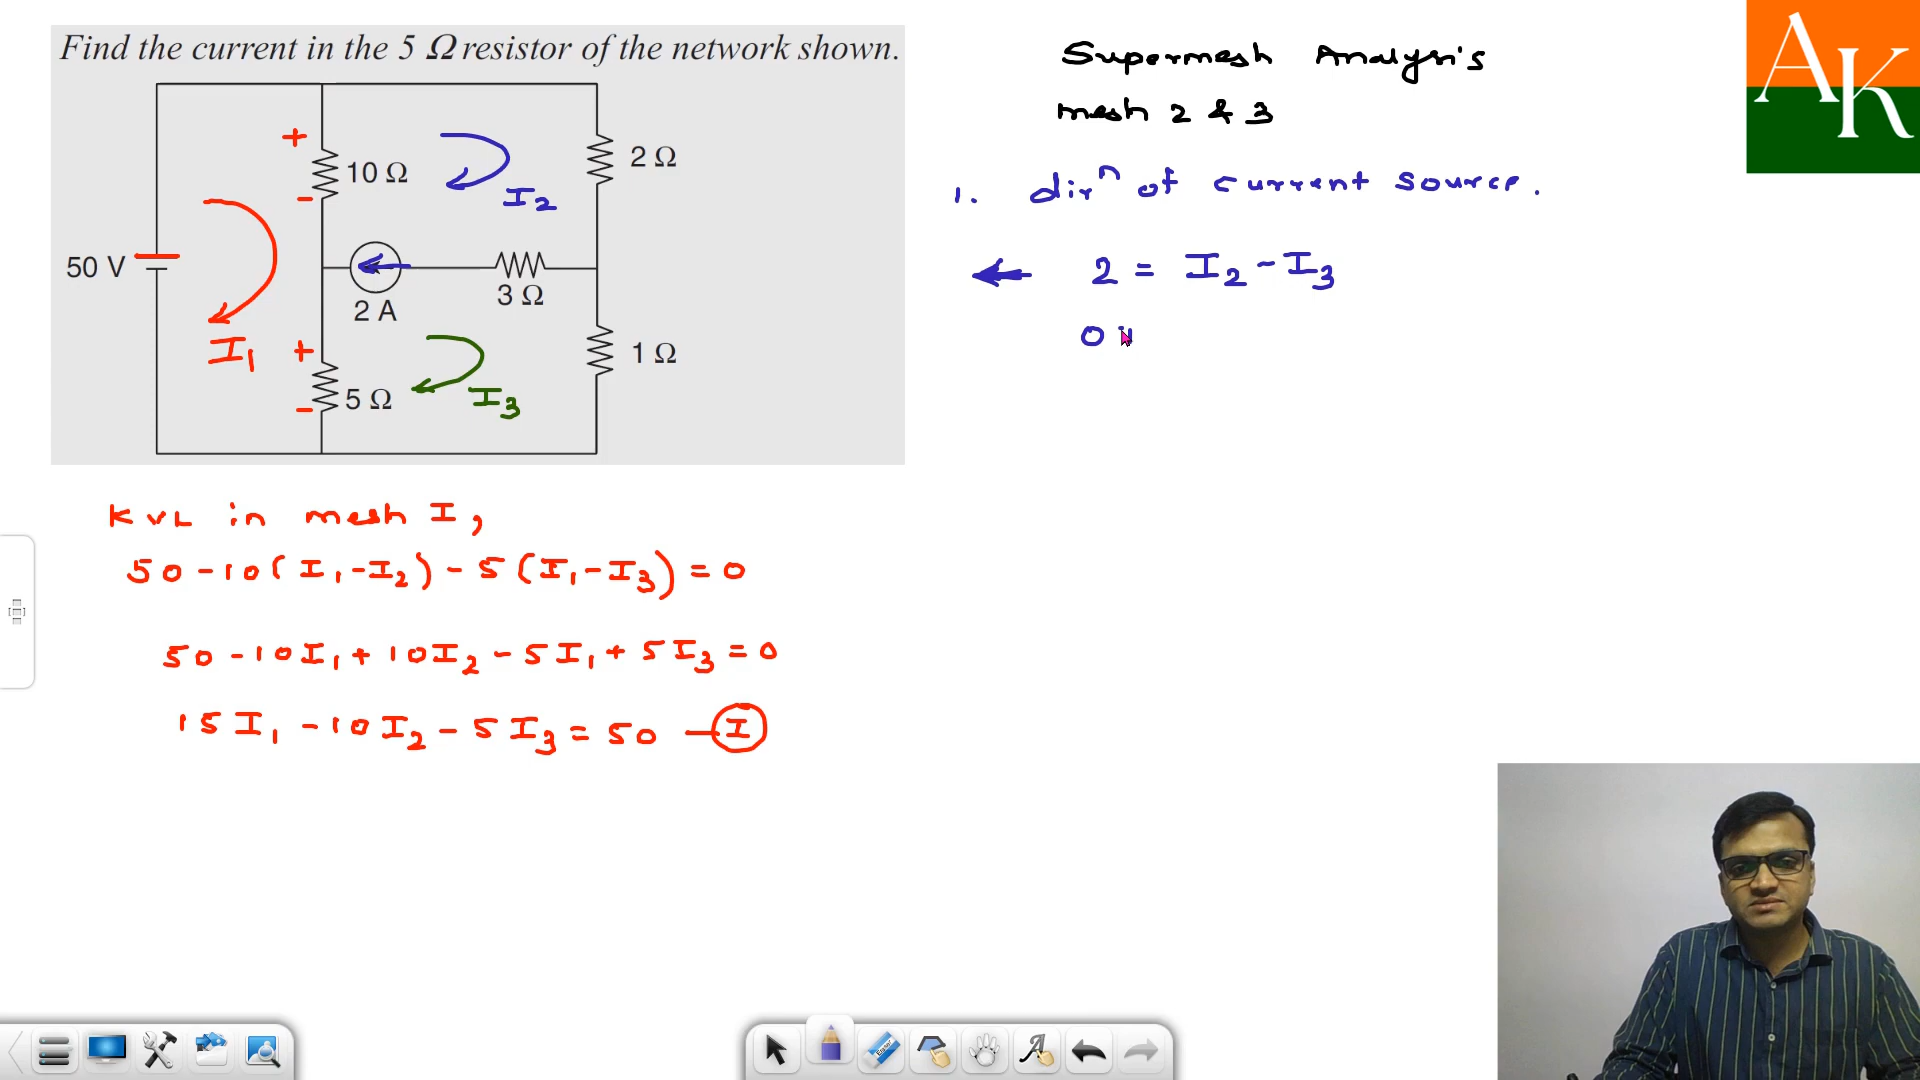 Find the current in the 5 Ω resistor of the network shown.
50 V
10 Ω
2 Ω
2 A
3 Ω
5 Ω
1 Ω
+
-
+
-
I₁
I₂
I₃
KVL in mesh I,
50 - 10(I₁ - I₂) - 5(I₁ - I₃) = 0
50 - 10I₁ + 10I₂ - 5I₁ + 5I₃ = 0
15I₁ - 10I₂ - 5I₃ = 50 — I
Supermesh Analysis
mesh 2 & 3
1. dirⁿ of current source.
← 2 = I₂ - I₃
0
AK
Eraser
A